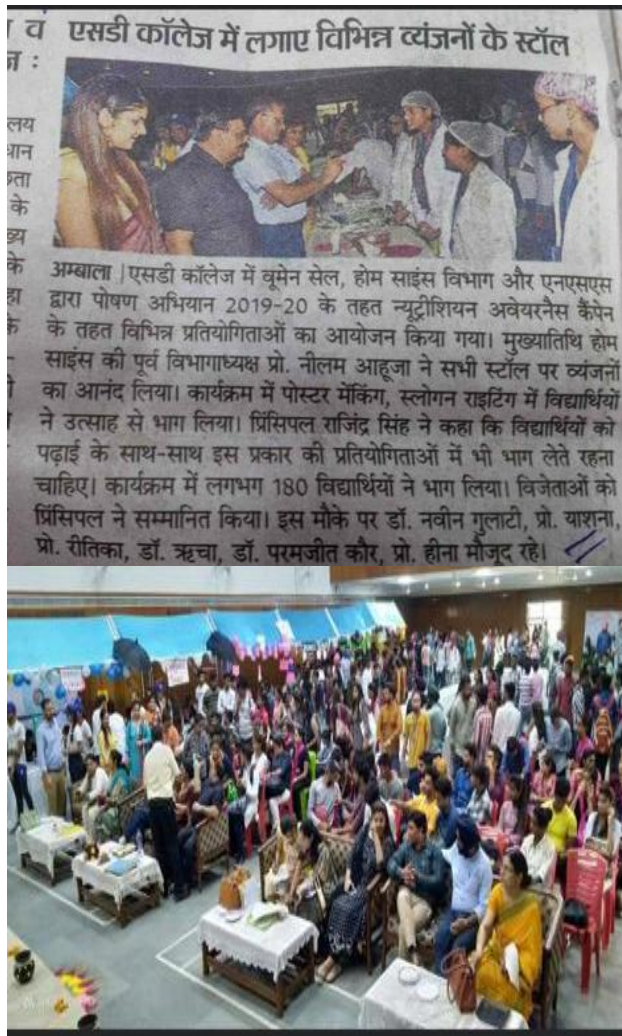 व
एसडी कॉलेज में लगाए विभिन्न व्यंजनों के स्टॉल
लय
के
के
अम्बाला |एसडी कॉलेज में वूमेन सेल, होम साइंस विभाग और एनएसएस
द्वारा पोषण अभियान 2019-20 के तहत न्यूट्रीशियन अवेयरनैस कैंपेन
के तहत विभिन्न प्रतियोगिताओं का आयोजन किया गया। मुख्यातिथि होम
साइंस की पूर्व विभागाध्यक्ष प्रो. नीलम आहूजा ने सभी स्टॉल पर व्यंजनों
का आनंद लिया। कार्यक्रम में पोस्टर मेंकिंग, स्लोगन राइटिंग में विद्यार्थियों
ने उत्साह से भाग लिया। प्रिंसिपल राजिंद्र सिंह ने कहा कि विद्यार्थियों को
पढ़ाई के साथ-साथ इस प्रकार की प्रतियोगिताओं में भी भाग लेते रहना
चाहिए। कार्यक्रम में लगभग 180 विद्यार्थियों ने भाग लिया। विजेताओं को
प्रिंसिपल ने सम्मानित किया। इस मौके पर डॉ. नवीन गुलाटी, प्रो. याशना,
प्रो. रीतिका, डॉ. ऋचा, डॉ. परमजीत कौर, प्रो. हीना मौजूद रहे।